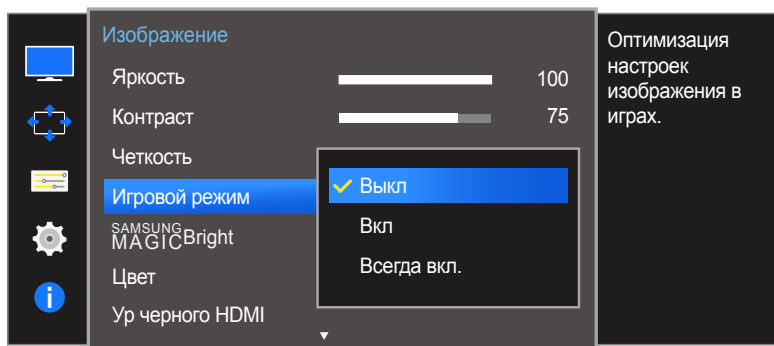 Изображение
Яркость 100
Контраст 75
Четкость
Игровой режим
SAMSUNG
MAGICBright
Цвет
Ур черного HDMI
Выкл
Вкл
Всегда вкл.
Оптимизация
настроек
изображения в
играх.